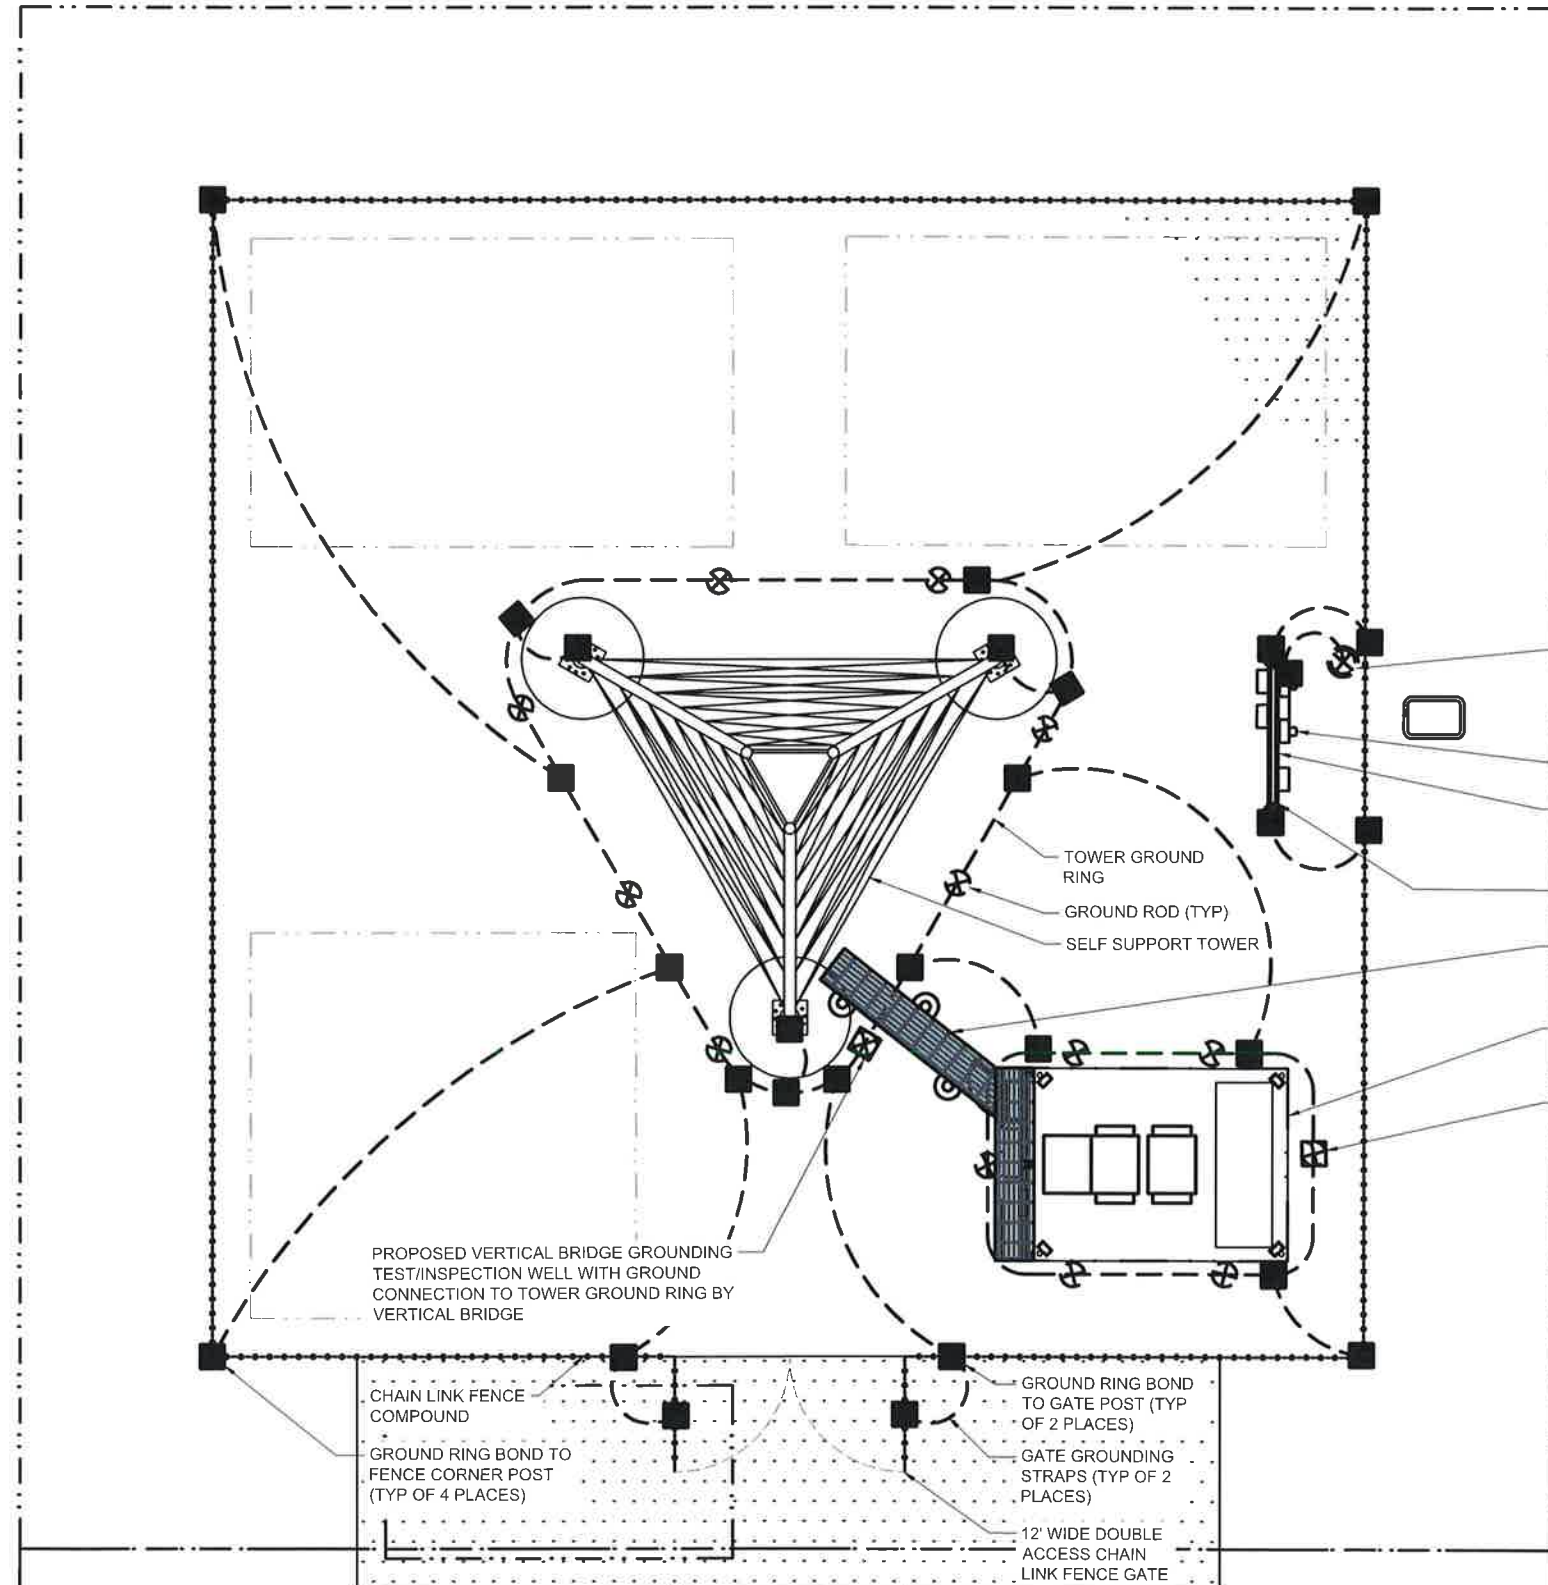 TOWER GROUND
RING
GROUND ROD (TYP)
SELF SUPPORT TOWER
PROPOSED VERTICAL BRIDGE GROUNDING
TEST/INSPECTION WELL WITH GROUND
CONNECTION TO TOWER GROUND RING BY
VERTICAL BRIDGE
CHAIN LINK FENCE
COMPOUND
GROUND RING BOND TO
FENCE CORNER POST
(TYP OF 4 PLACES)
GROUND RING BOND
TO GATE POST (TYP
OF 2 PLACES)
GATE GROUNDING
STRAPS (TYP OF 2
PLACES)
12' WIDE DOUBLE
ACCESS CHAIN
LINK FENCE GATE